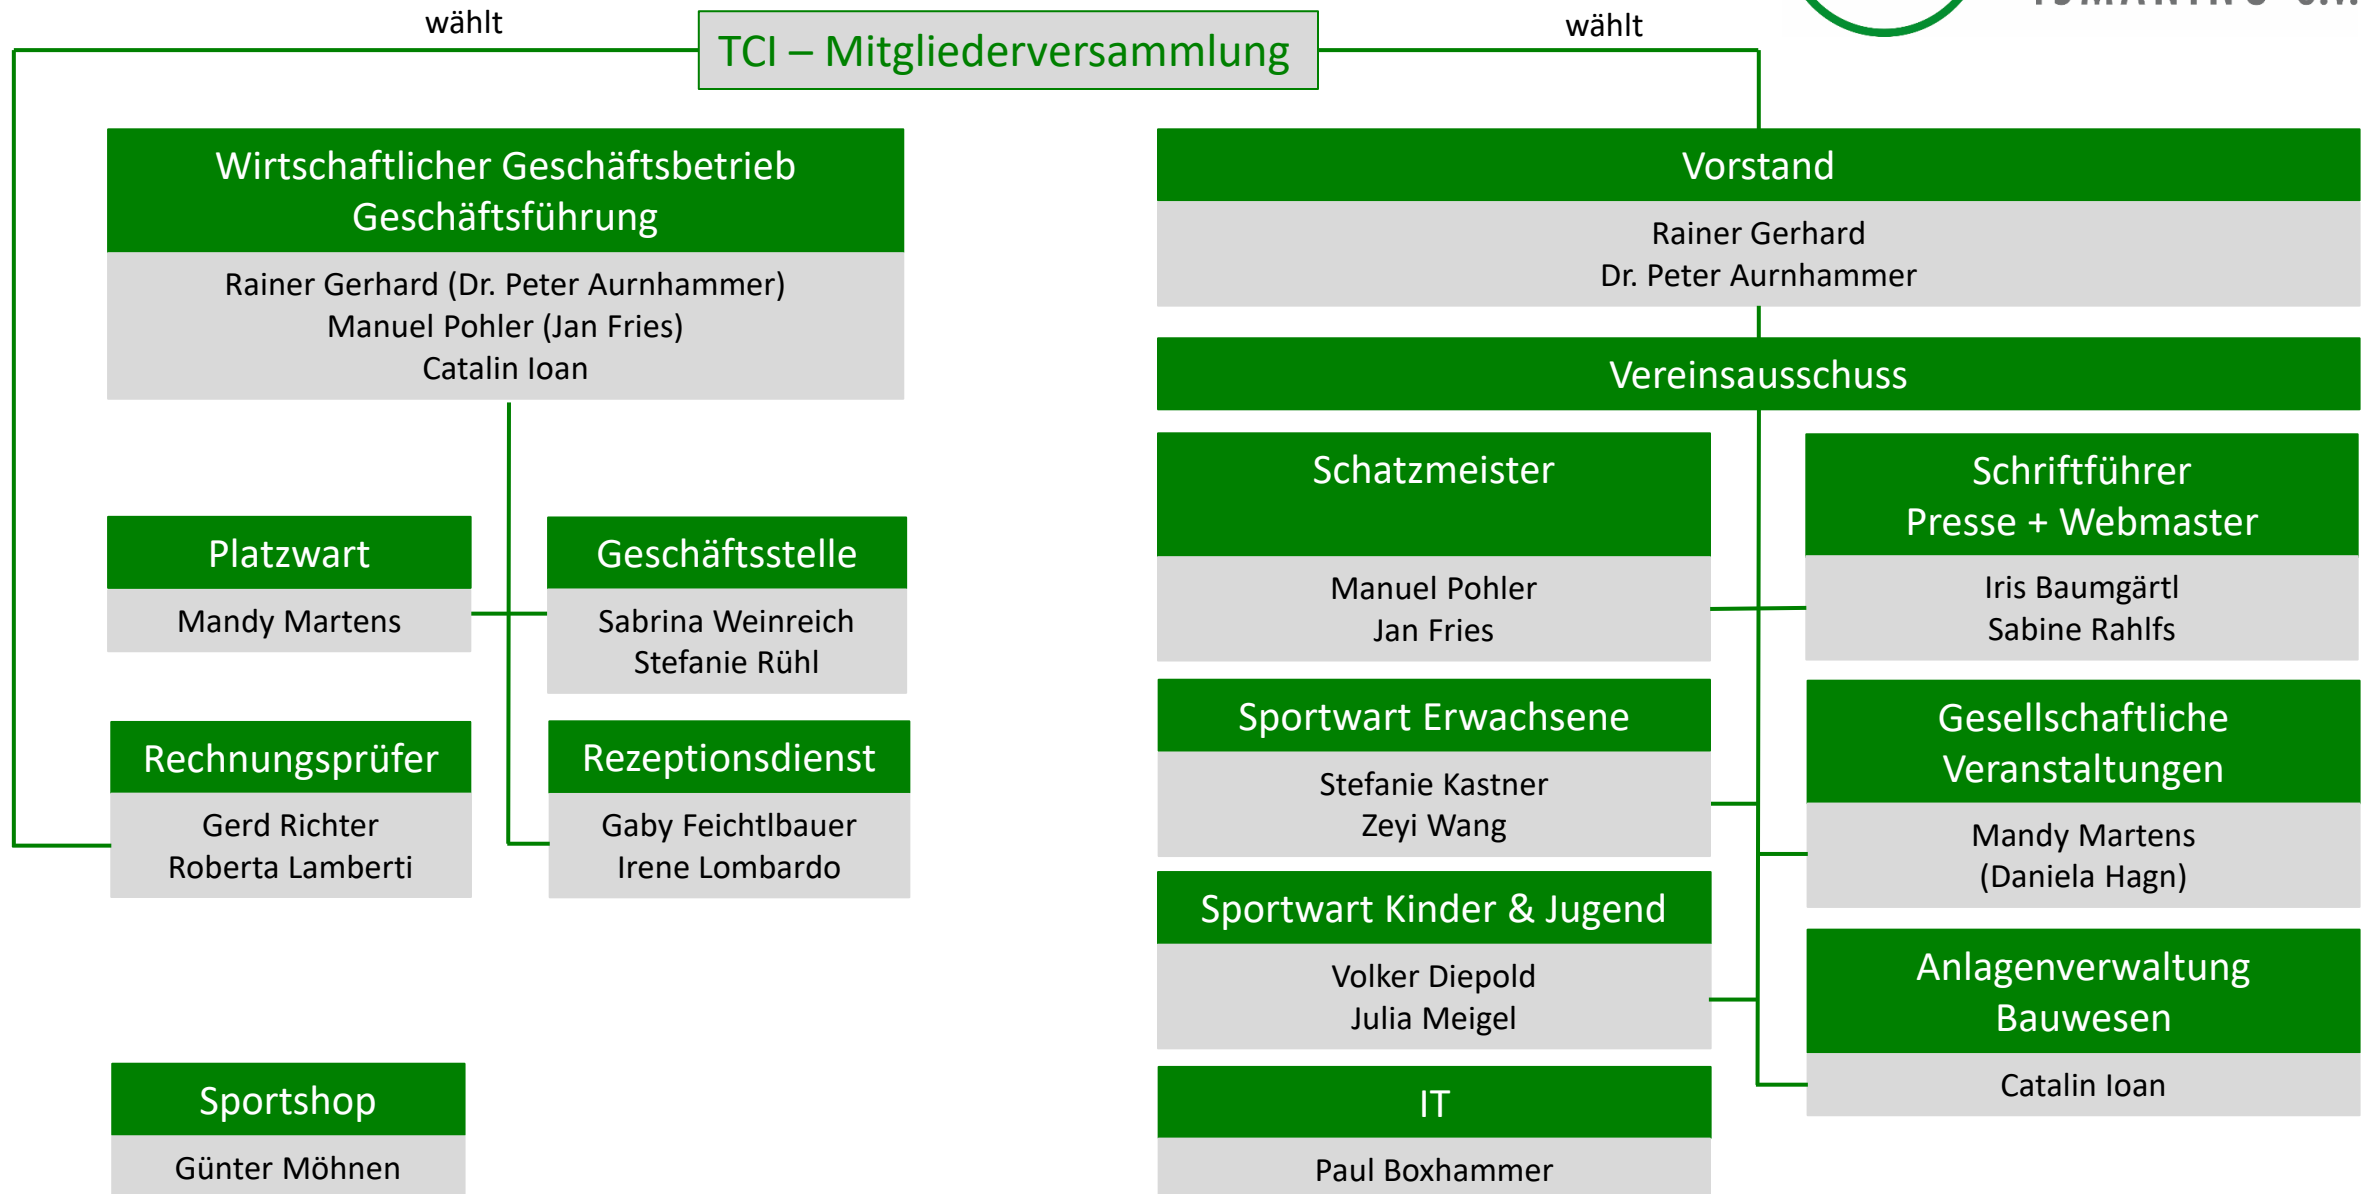 wählt
TCI – Mitgliederversammlung
wählt
Wirtschaftlicher Geschäftsbetrieb
Geschäftsführung
Rainer Gerhard (Dr. Peter Aurnhammer)
Manuel Pohler (Jan Fries)
Catalin Ioan
Platzwart
Mandy Martens
Geschäftsstelle
Sabrina Weinreich
Stefanie Rühl
Rechnungsprüfer
Gerd Richter
Roberta Lamberti
Rezeptionsdienst
Gaby Feichtlbauer
Irene Lombardo
Sportshop
Günter Möhnen
Vorstand
Rainer Gerhard
Dr. Peter Aurnhammer
Vereinsausschuss
Schatzmeister
Manuel Pohler
Jan Fries
Schriftführer
Presse + Webmaster
Iris Baumgärtl
Sabine Rahlfs
Sportwart Erwachsene
Stefanie Kastner
Zeyi Wang
Gesellschaftliche
Veranstaltungen
Mandy Martens
(Daniela Hagn)
Sportwart Kinder & Jugend
Volker Diepold
Julia Meigel
Anlagenverwaltung
Bauwesen
Catalin Ioan
IT
Paul Boxhammer